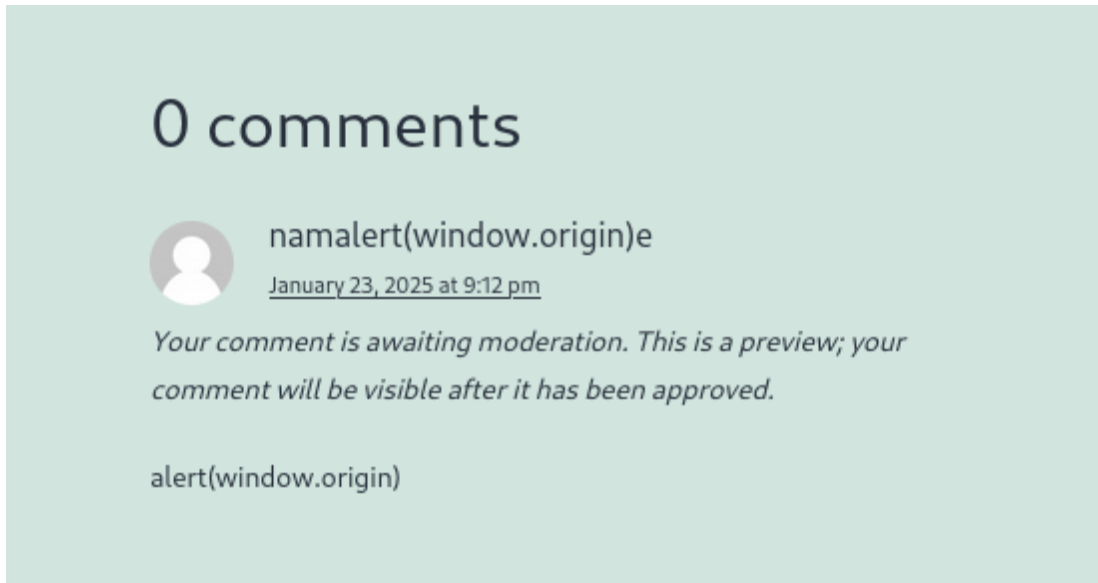 0 comments
namalert(window.origin)e
January 23, 2025 at 9:12 pm
Your comment is awaiting moderation. This is a preview; your
comment will be visible after it has been approved.
alert(window.origin)